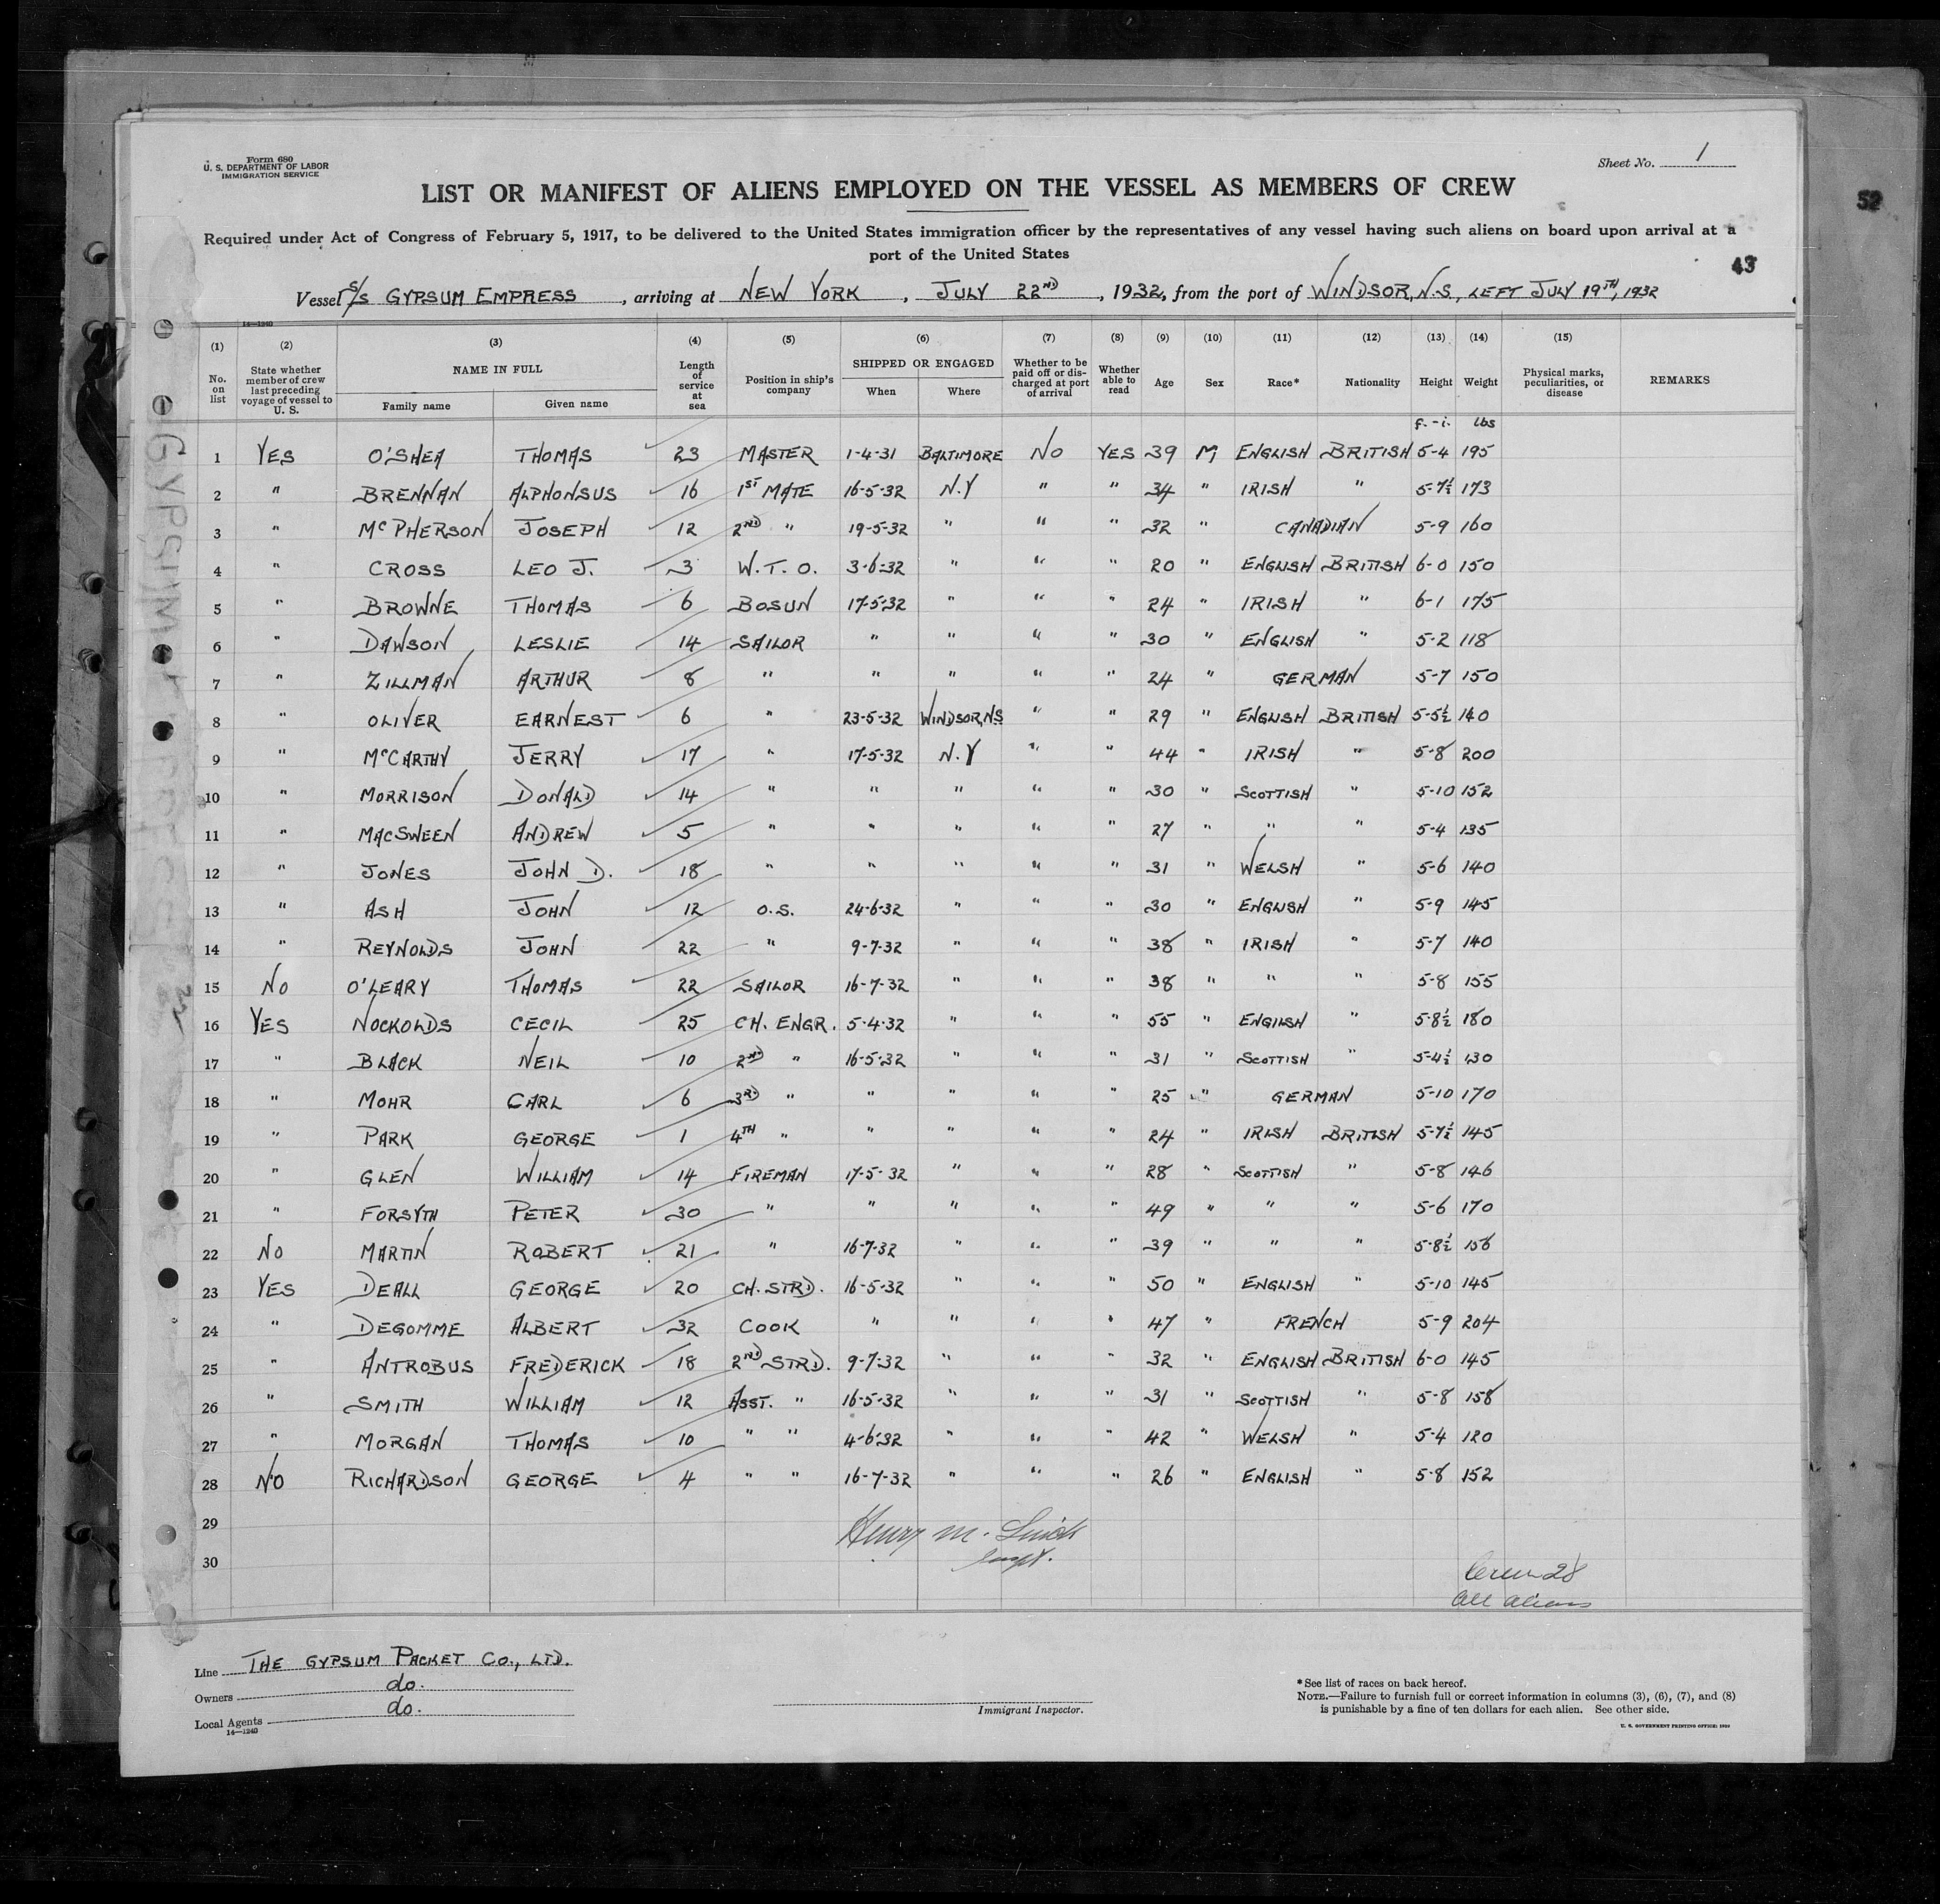 Form 680
U. S. DEPARTMENT OF LABOR
IMMIGRATION SERVICE
Sheet No. 1
LIST OR MANIFEST OF ALIENS EMPLOYED ON THE VESSEL AS MEMBERS OF CREW
52
Required under Act of Congress of February 5, 1917, to be delivered to the United States immigration officer by the representatives of any vessel having such aliens on board upon arrival at a
port of the United States
43
Vessel S/S GYPSUM EMPRESS, arriving at NEW YORK, JULY 22ND, 1932, from the port of WINDSOR, N.S, LEFT JULY 19TH, 1932
14—1240
(1) (2) (3) (4) (5) (6) (7) (8) (9) (10) (11) (12) (13) (14) (15)
No. on list | State whether member of crew last preceding voyage of vessel to U. S. | NAME IN FULL | Family name | Given name | Length of service at sea | Position in ship's company | SHIPPED OR ENGAGED | When | Where | Whether to be paid off or discharged at port of arrival | Whether able to read | Age | Sex | Race* | Nationality | Height | Weight | Physical marks, peculiarities, or disease | REMARKS
f. - i. lbs
1 YES O'SHEA THOMAS 23 MASTER 1-4-31 BALTIMORE NO YES 39 M ENGLISH BRITISH 5-4 195
2 " BRENNAN ALPHONSUS 16 1ST MATE 16-5-32 N.Y " " 34 " IRISH " 5-7½ 173
3 " McPHERSON JOSEPH 12 2ND " 19-5-32 " " " 32 " CANADIAN 5-9 160
4 " CROSS LEO J. 3 W.T.O. 3-6-32 " " " 20 " ENGLISH BRITISH 6-0 150
5 " BROWNE THOMAS 6 BOSUN 17-5-32 " " " 24 " IRISH " 6-1 175
6 " DAWSON LESLIE 14 SAILOR " " " " 30 " ENGLISH " 5-2 118
7 " ZILLMAN ARTHUR 8 " " " " " 24 " GERMAN 5-7 150
8 " OLIVER EARNEST 6 " 23-5-32 WINDSOR,N.S " " 29 " ENGLISH BRITISH 5-5½ 140
9 " McCARTHY JERRY 17 " 17-5-32 N.Y " " 44 " IRISH " 5-8 200
10 " MORRISON DONALD 14 " " " " " 30 " SCOTTISH " 5-10 152
11 " MACSWEEN ANDREW 5 " " " " " 27 " " " 5-4 135
12 " JONES JOHN D. 18 " " " " " 31 " WELSH " 5-6 140
13 " ASH JOHN 12 O.S. 24-6-32 " " " 30 " ENGLISH " 5-9 145
14 " REYNOLDS JOHN 22 " 9-7-32 " " " 38 " IRISH " 5-7 140
15 NO O'LEARY THOMAS 22 SAILOR 16-7-32 " " " 38 " " " 5-8 155
16 YES NOCKOLDS CECIL 25 CH. ENGR. 5-4-32 " " " 55 " ENGLISH " 5-8½ 180
17 " BLACK NEIL 10 2ND " 16-5-32 " " " 31 " SCOTTISH " 5-4½ 130
18 " MOHR CARL 6 3RD " " " " " 25 " GERMAN 5-10 170
19 " PARK GEORGE 1 4TH " " " " " 24 " IRISH BRITISH 5-7½ 145
20 " GLEN WILLIAM 14 FIREMAN 17-5-32 " " " 28 " SCOTTISH " 5-8 146
21 " FORSYTH PETER 30 " " " " " 49 " " " 5-6 170
22 NO MARTIN ROBERT 21 " 16-7-32 " " " 39 " " " 5-8½ 156
23 YES DEALL GEORGE 20 CH. STRD. 16-5-32 " " " 50 " ENGLISH " 5-10 145
24 " DEGOMME ALBERT 32 COOK " " " " 47 " FRENCH 5-9 204
25 " ANTROBUS FREDERICK 18 2ND STRD. 9-7-32 " " " 32 " ENGLISH BRITISH 6-0 145
26 " SMITH WILLIAM 12 ASST. " 16-5-32 " " " 31 " SCOTTISH " 5-8 158
27 " MORGAN THOMAS 10 " " 4-6-32 " " " 42 " WELSH " 5-4 120
28 NO RICHARDSON GEORGE 4 " " 16-7-32 " " " 26 " ENGLISH " 5-8 152
29 Henry M.
30
Crew 28
All aliens
Line THE GYPSUM PACKET CO., LTD.
Owners do.
Local Agents do.
14—1240
Immigrant Inspector.
* See list of races on back hereof.
NOTE.—Failure to furnish full or correct information in columns (3), (6), (7), and (8)
is punishable by a fine of ten dollars for each alien. See other side.
U. S. GOVERNMENT PRINTING OFFICE: 1930